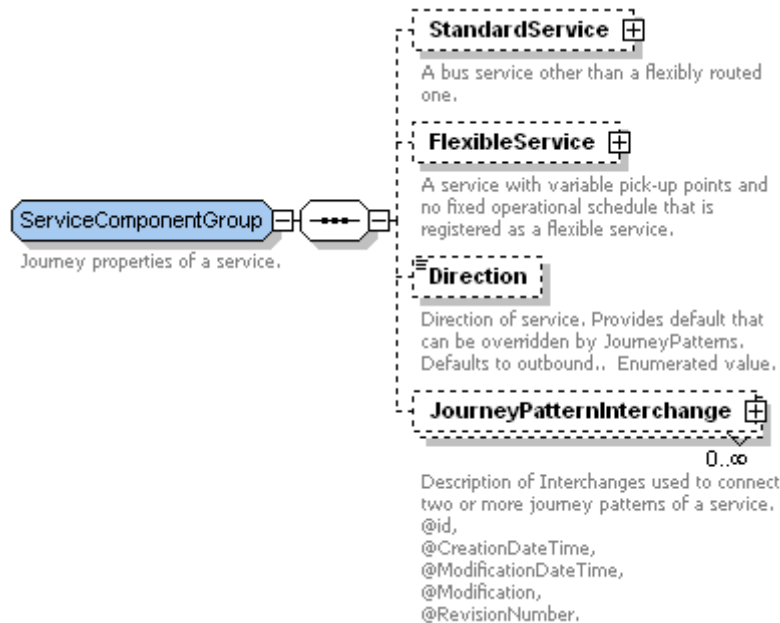 StandardService
A bus service other than a flexibly routed
one.
FlexibleService
A service with variable pick-up points and
no fixed operational schedule that is
registered as a flexible service.
ServiceComponentGroup
Journey properties of a service.
Direction
Direction of service. Provides default that
can be overridden by JourneyPatterns.
Defaults to outbound.. Enumerated value.
JourneyPatternInterchange
0..∞
Description of Interchanges used to connect
two or more journey patterns of a service.
@id,
@CreationDateTime,
@ModificationDateTime,
@Modification,
@RevisionNumber.